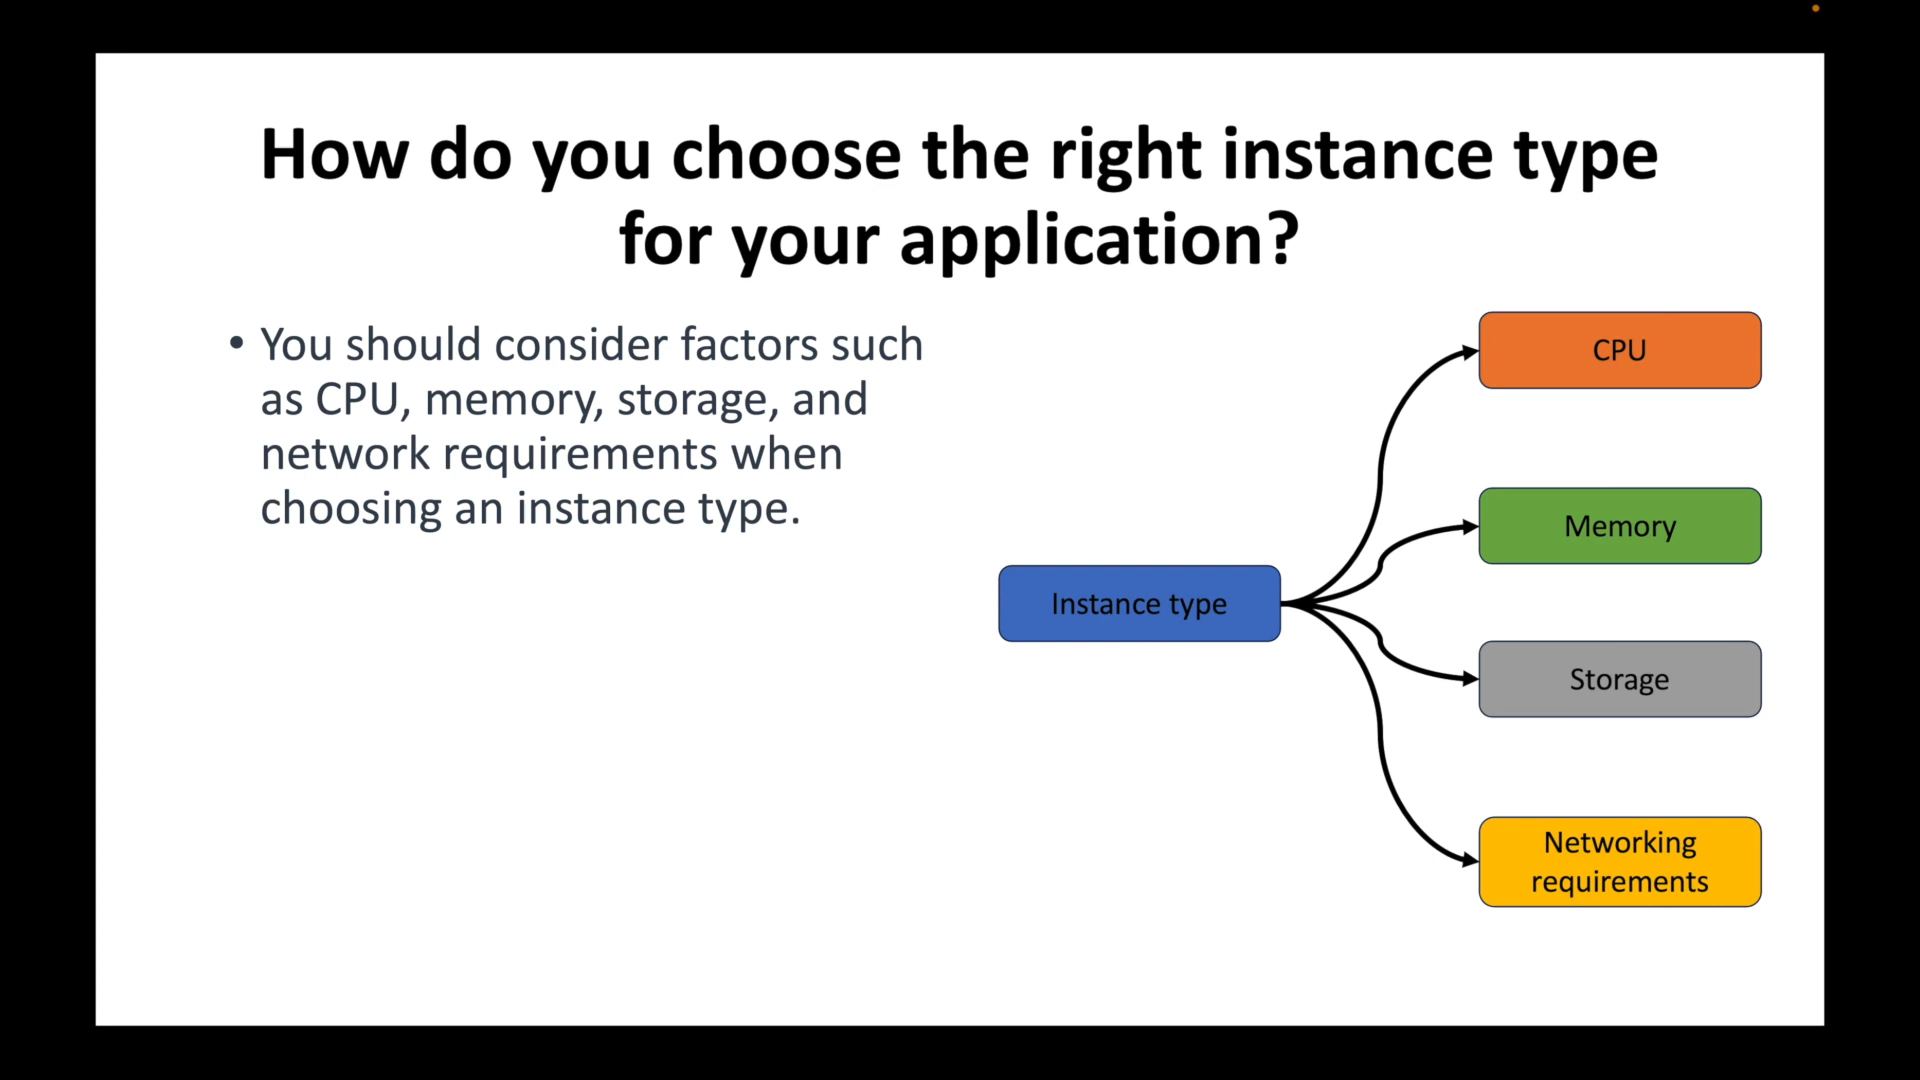 How do you choose the right instance type
for your application?
• You should consider factors such
as CPU, memory, storage, and
network requirements when
choosing an instance type.
CPU
Memory
Instance type
Storage
Networking
requirements